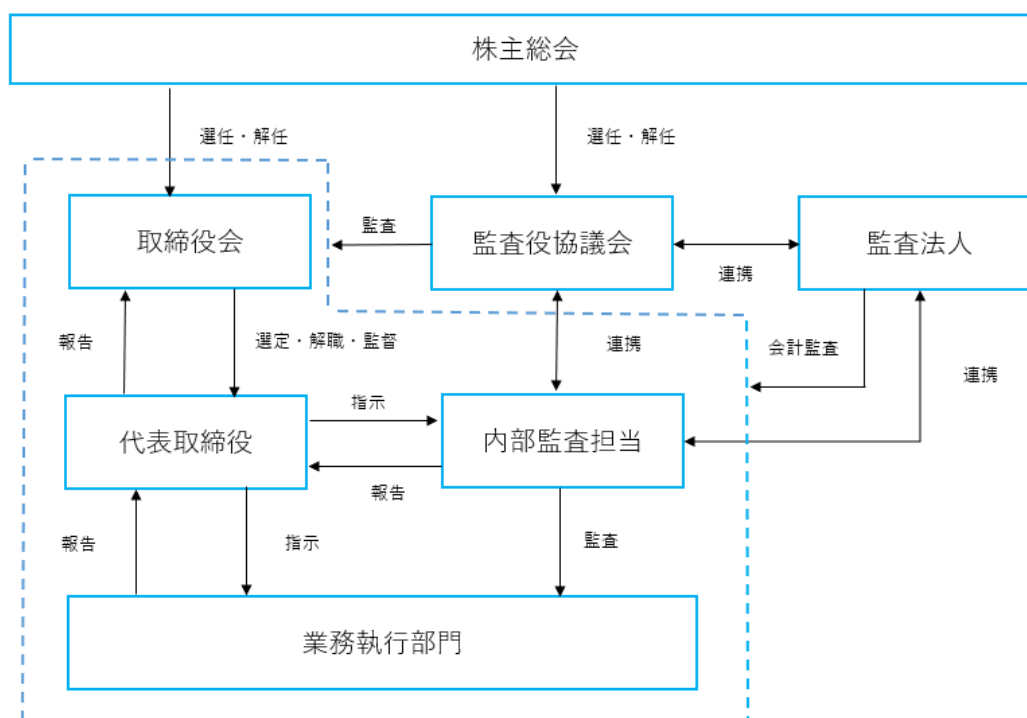 株主総会
選任・解任
選任・解任
取締役会
監査
監査役協議会
連携
監査法人
報告
選定・解職・監督
連携
会計監査
連携
代表取締役
指示
報告
内部監査担当
報告
指示
監査
業務執行部門